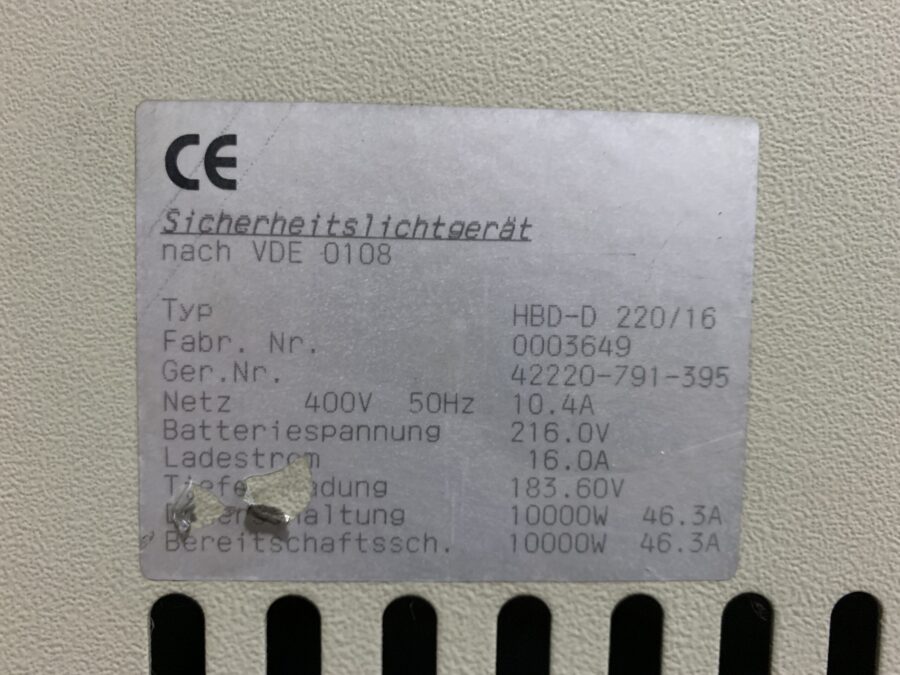 CE
Sicherheitslichtgerät
nach VDE 0108
Typ HBD-D 220/16
Fabr. Nr. 0003649
Ger.Nr. 42220-791-395
Netz 400V 50Hz 10.4A
Batteriespannung 216.0V
Ladestrom 16.0A
183.60V
10000W 46.3A
Bereitschaftssch. 10000W 46.3A